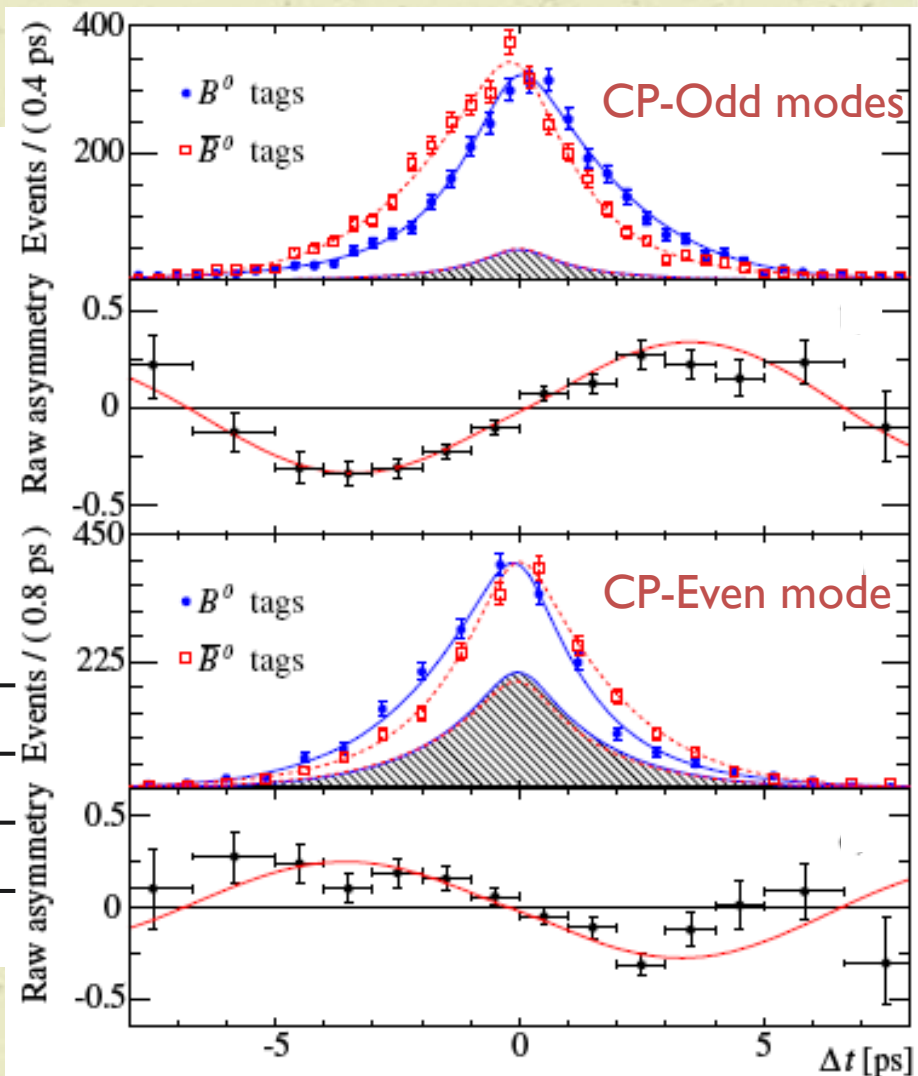 400
200
Events / ( 0.4 ps )
B⁰ tags
B̅⁰ tags
CP-Odd modes
0.5
0
-0.5
Raw asymmetry
450
225
Events / ( 0.8 ps )
B⁰ tags
B̅⁰ tags
CP-Even mode
0.5
0
-0.5
Raw asymmetry
-5 0 5
Δt [ps]